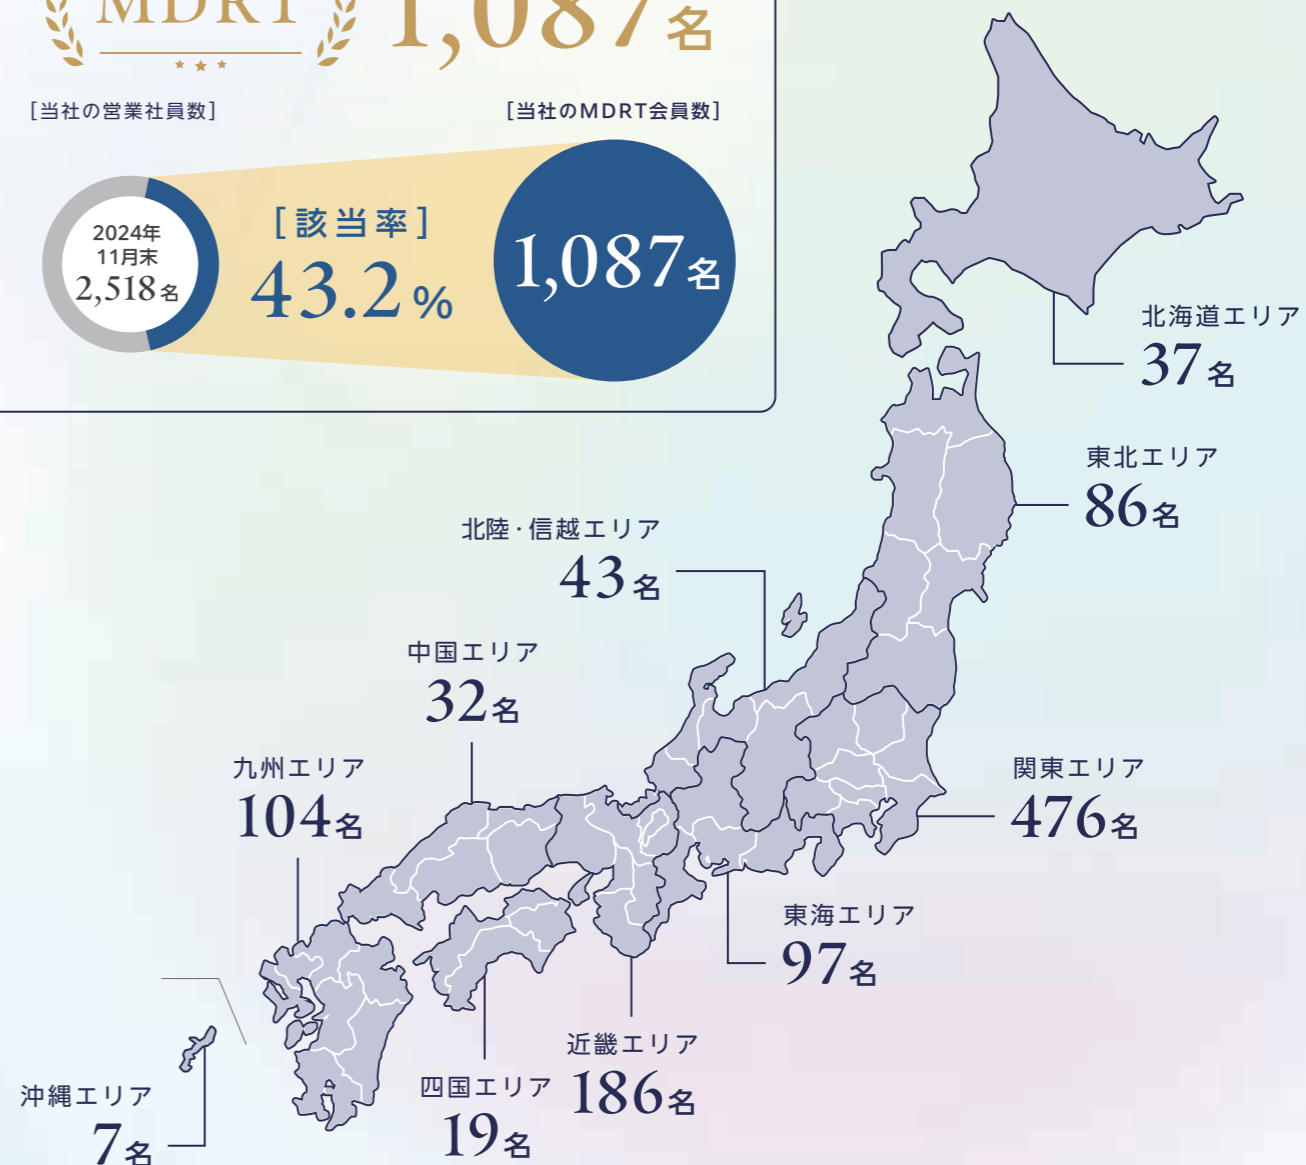 MDRT
1,087名
[当社の営業社員数]
[当社のMDRT会員数]
2024年
11月末
2,518名
[該当率]
43.2%
1,087名
北海道エリア
37名
東北エリア
86名
北陸・信越エリア
43名
中国エリア
32名
九州エリア
104名
関東エリア
476名
東海エリア
97名
近畿エリア
186名
四国エリア
19名
沖縄エリア
7名